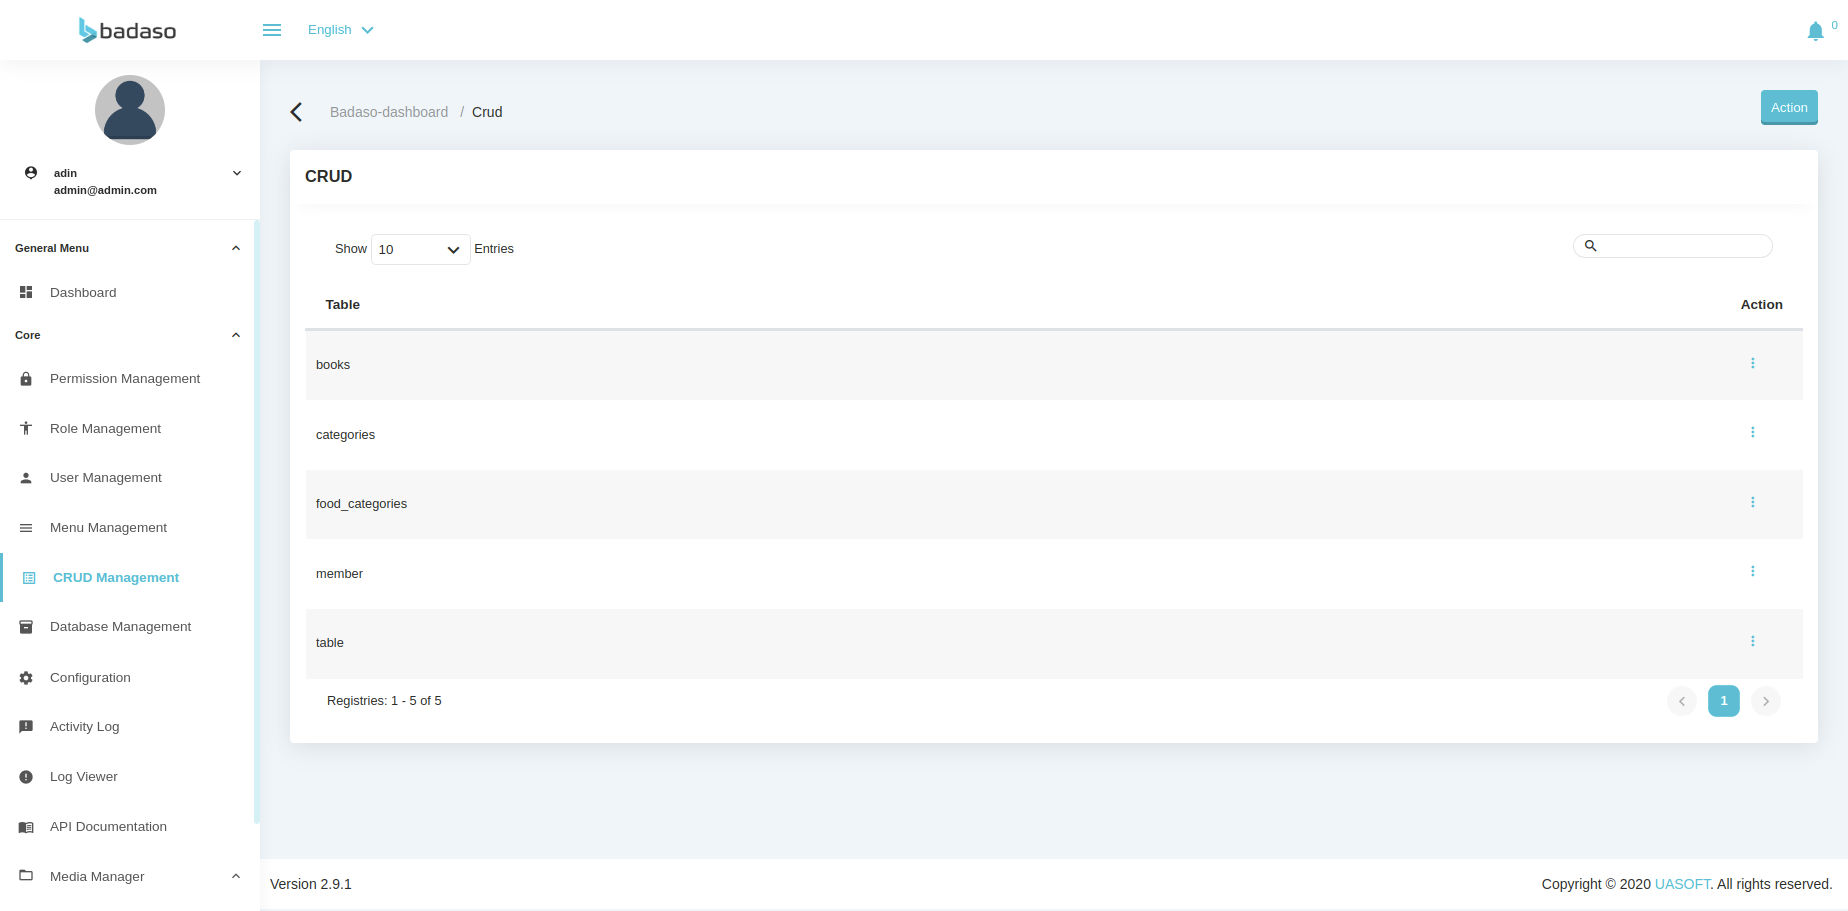 badaso
English
0
adin
admin@admin.com
General Menu
Dashboard
Core
Permission Management
Role Management
User Management
Menu Management
CRUD Management
Database Management
Configuration
Activity Log
Log Viewer
API Documentation
Media Manager
Badaso-dashboard / Crud
Action
CRUD
Show 10 Entries
Table Action
books
categories
food_categories
member
table
Registries: 1 - 5 of 5
1
Version 2.9.1
Copyright © 2020 UASOFT. All rights reserved.